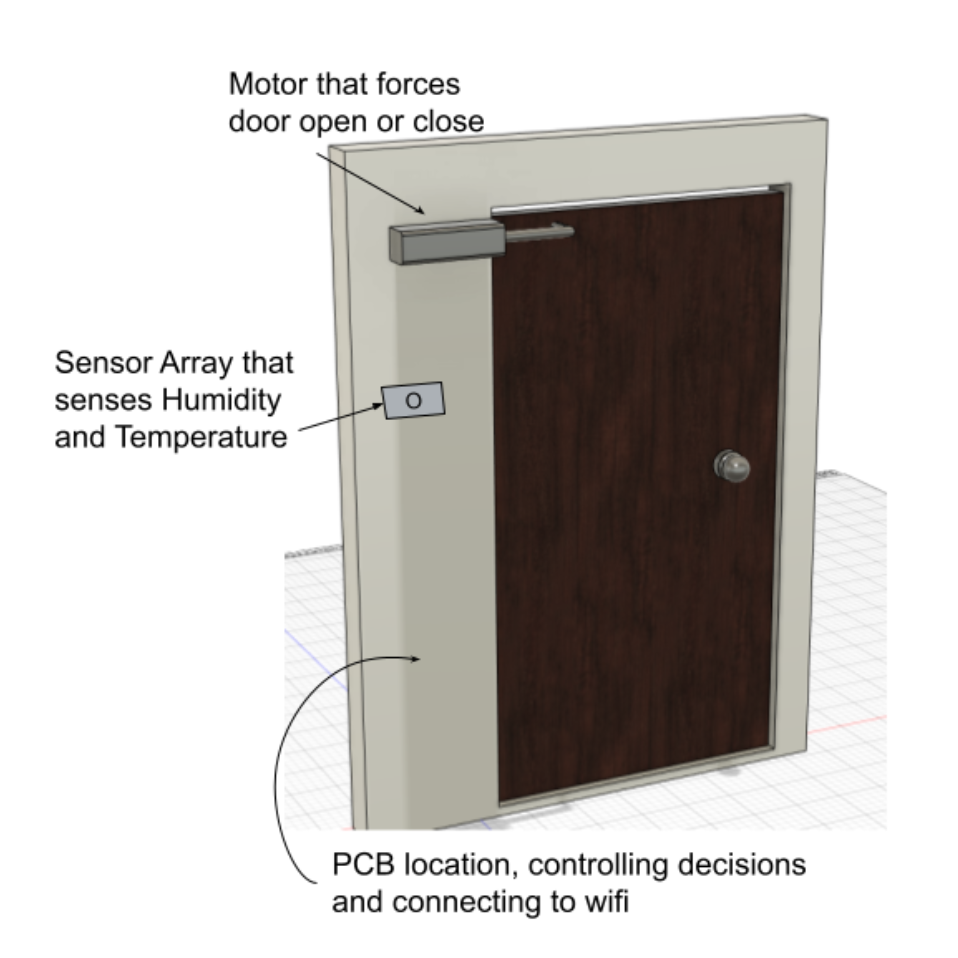 Motor that forces
door open or close
Sensor Array that
senses Humidity
and Temperature
O
PCB location, controlling decisions
and connecting to wifi